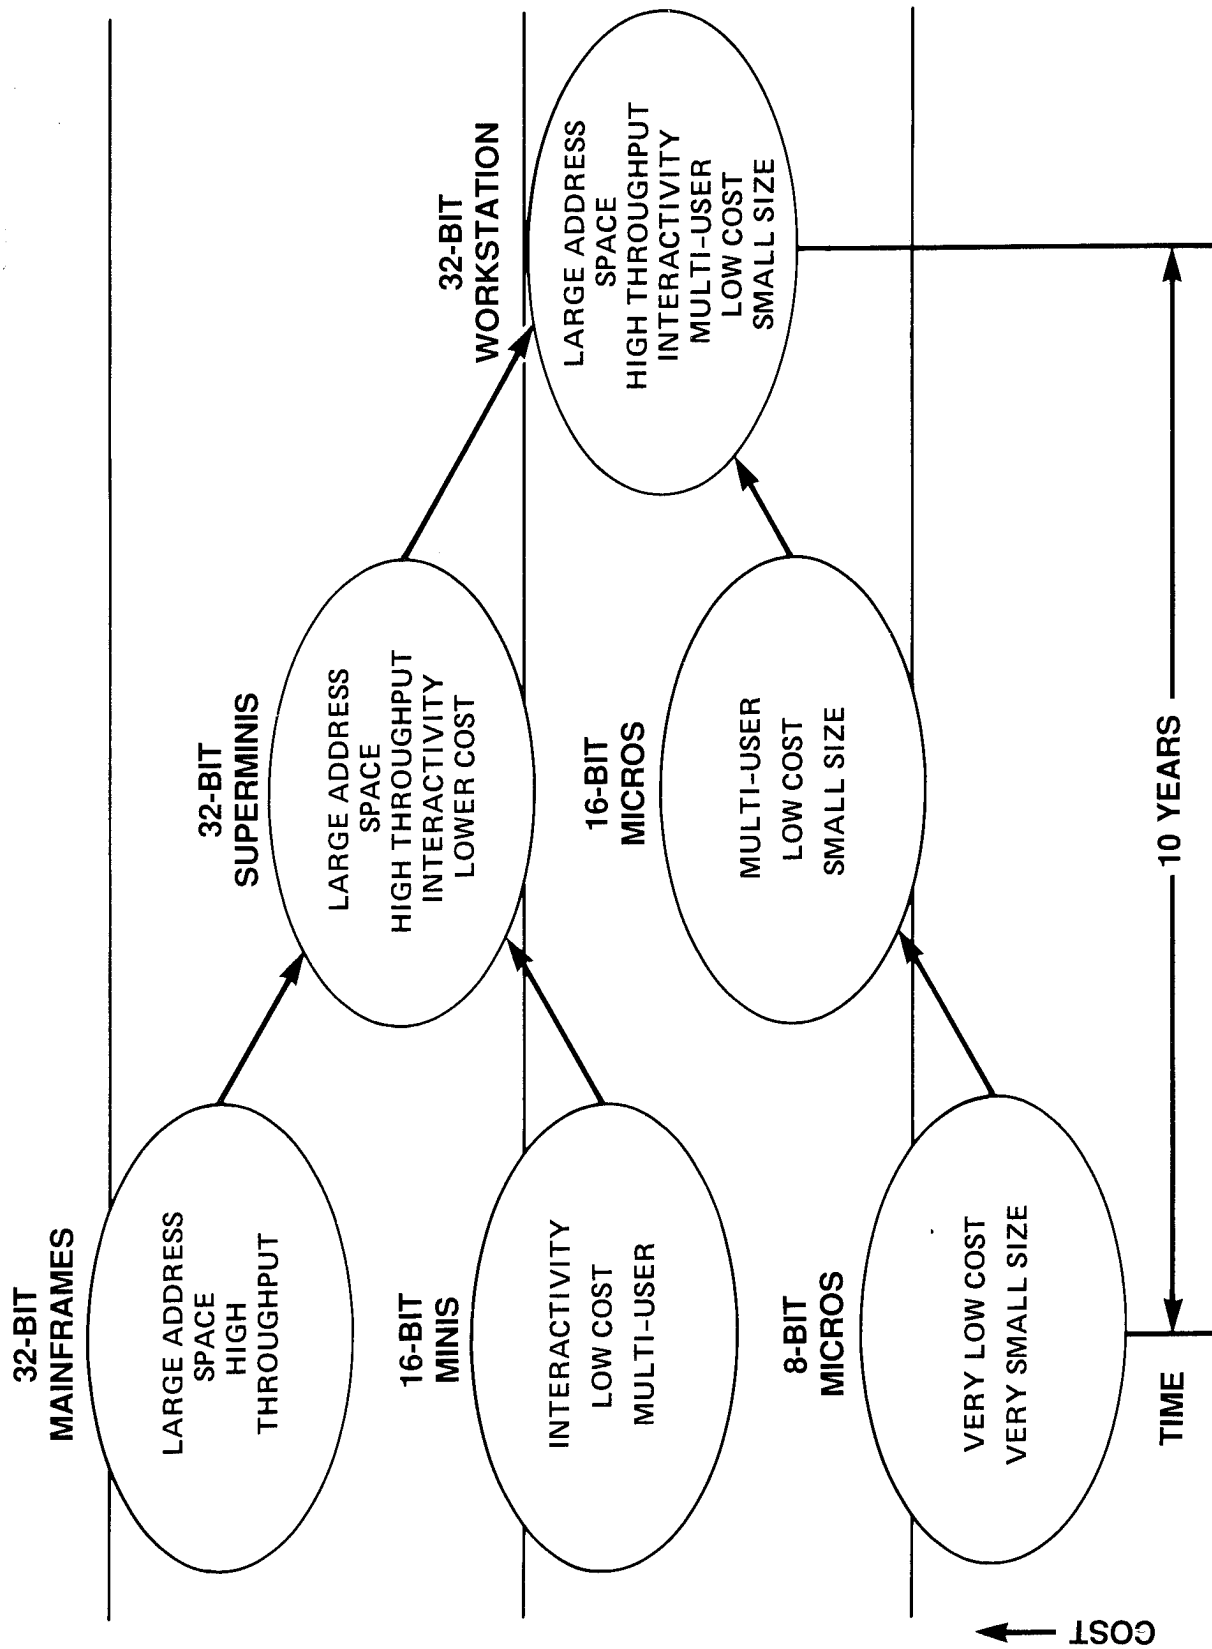 32-BIT
MAINFRAMES
LARGE ADDRESS
SPACE
HIGH
THROUGHPUT
16-BIT
MINIS
INTERACTIVITY
LOW COST
MULTI-USER
8-BIT
MICROS
VERY LOW COST
VERY SMALL SIZE
32-BIT
SUPERMINIS
LARGE ADDRESS
SPACE
HIGH THROUGHPUT
INTERACTIVITY
LOWER COST
16-BIT
MICROS
MULTI-USER
LOW COST
SMALL SIZE
32-BIT
WORKSTATION
LARGE ADDRESS
SPACE
HIGH THROUGHPUT
INTERACTIVITY
MULTI-USER
LOW COST
SMALL SIZE
COST
TIME
10 YEARS